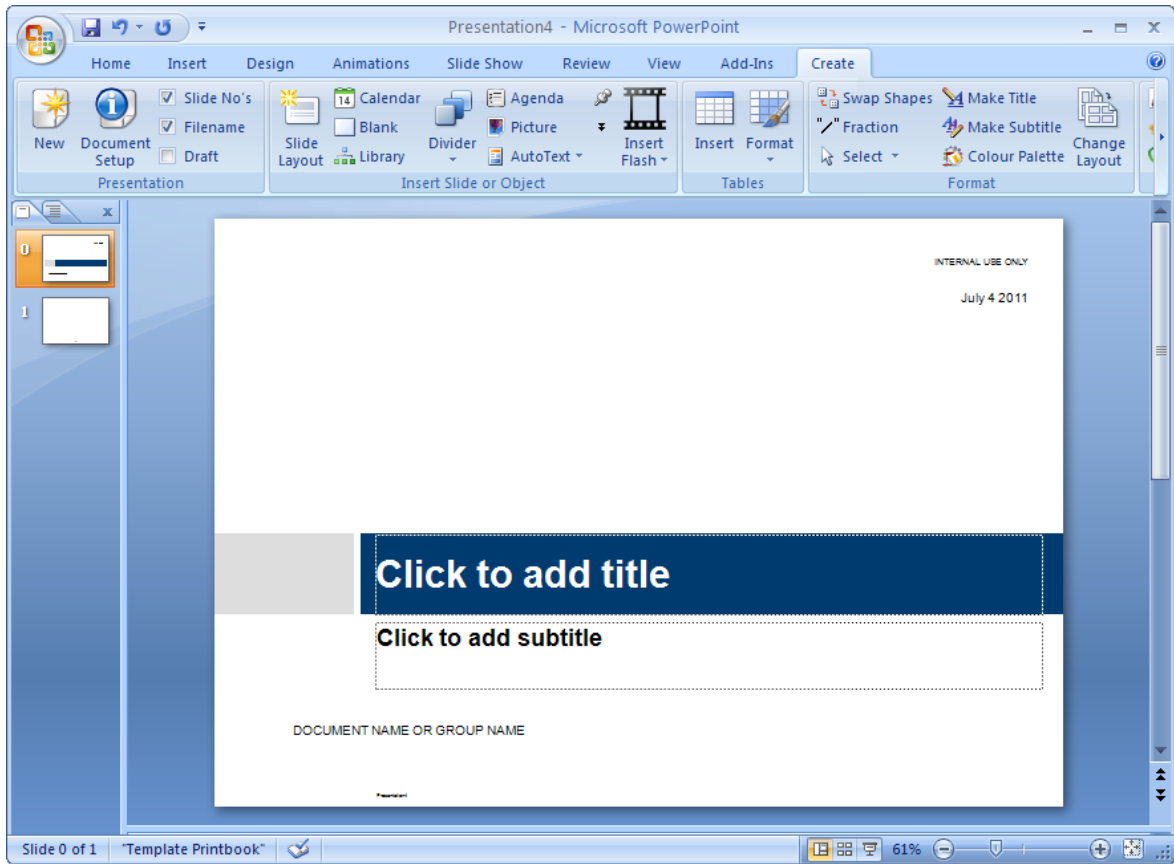 Presentation4 - Microsoft PowerPoint
Home Insert Design Animations Slide Show Review View Add-Ins Create
New
Document Setup
Slide No's
Filename
Draft
Presentation
Slide Layout
14 Calendar
Blank
Library
Divider
Agenda
Picture
AutoText
Insert Flash
Insert Slide or Object
Insert Format
Tables
Swap Shapes
"/" Fraction
Select
Make Title
Make Subtitle
Colour Palette
Change Layout
Format
0
1
INTERNAL USE ONLY
July 4 2011
Click to add title
Click to add subtitle
DOCUMENT NAME OR GROUP NAME
Slide 0 of 1 "Template Printbook" 61%